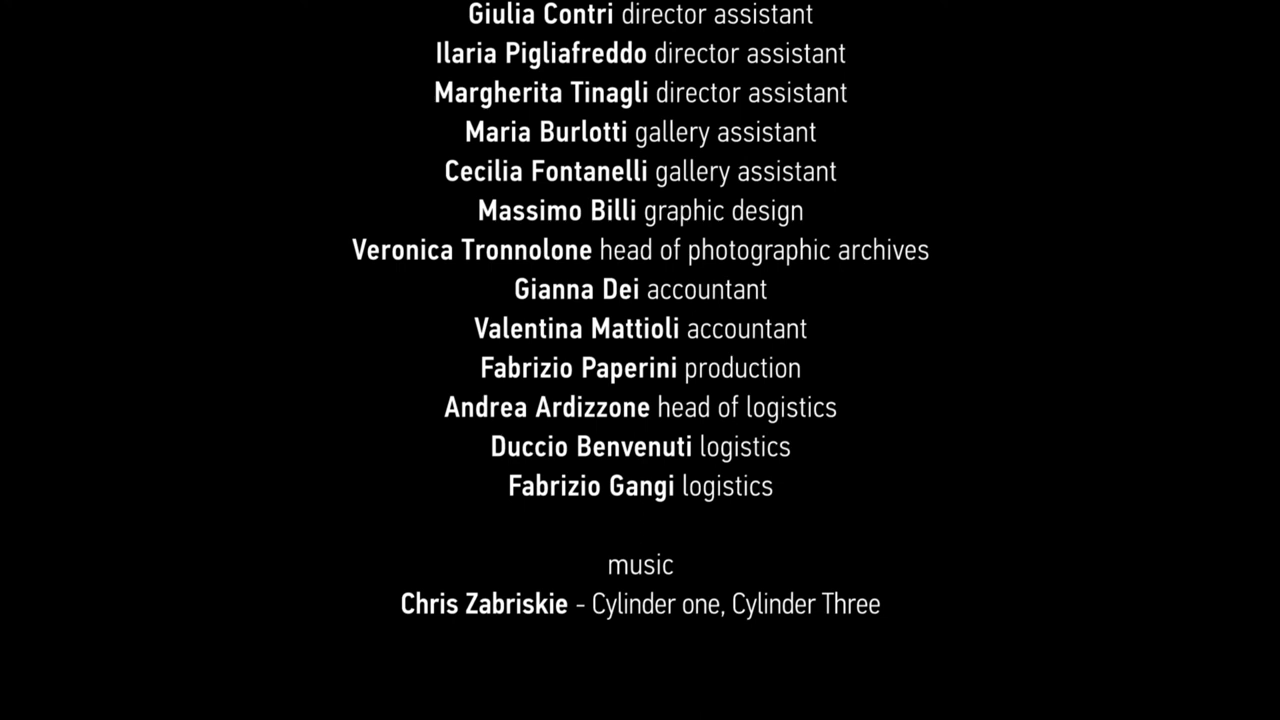 Giulia Contri director assistant
Ilaria Pigliafreddo director assistant
Margherita Tinagli director assistant
Maria Burlotti gallery assistant
Cecilia Fontanelli gallery assistant
Massimo Billi graphic design
Veronica Tronnolone head of photographic archives
Gianna Dei accountant
Valentina Mattioli accountant
Fabrizio Paperini production
Andrea Ardizzone head of logistics
Duccio Benvenuti logistics
Fabrizio Gangi logistics
music
Chris Zabriskie - Cylinder one, Cylinder Three